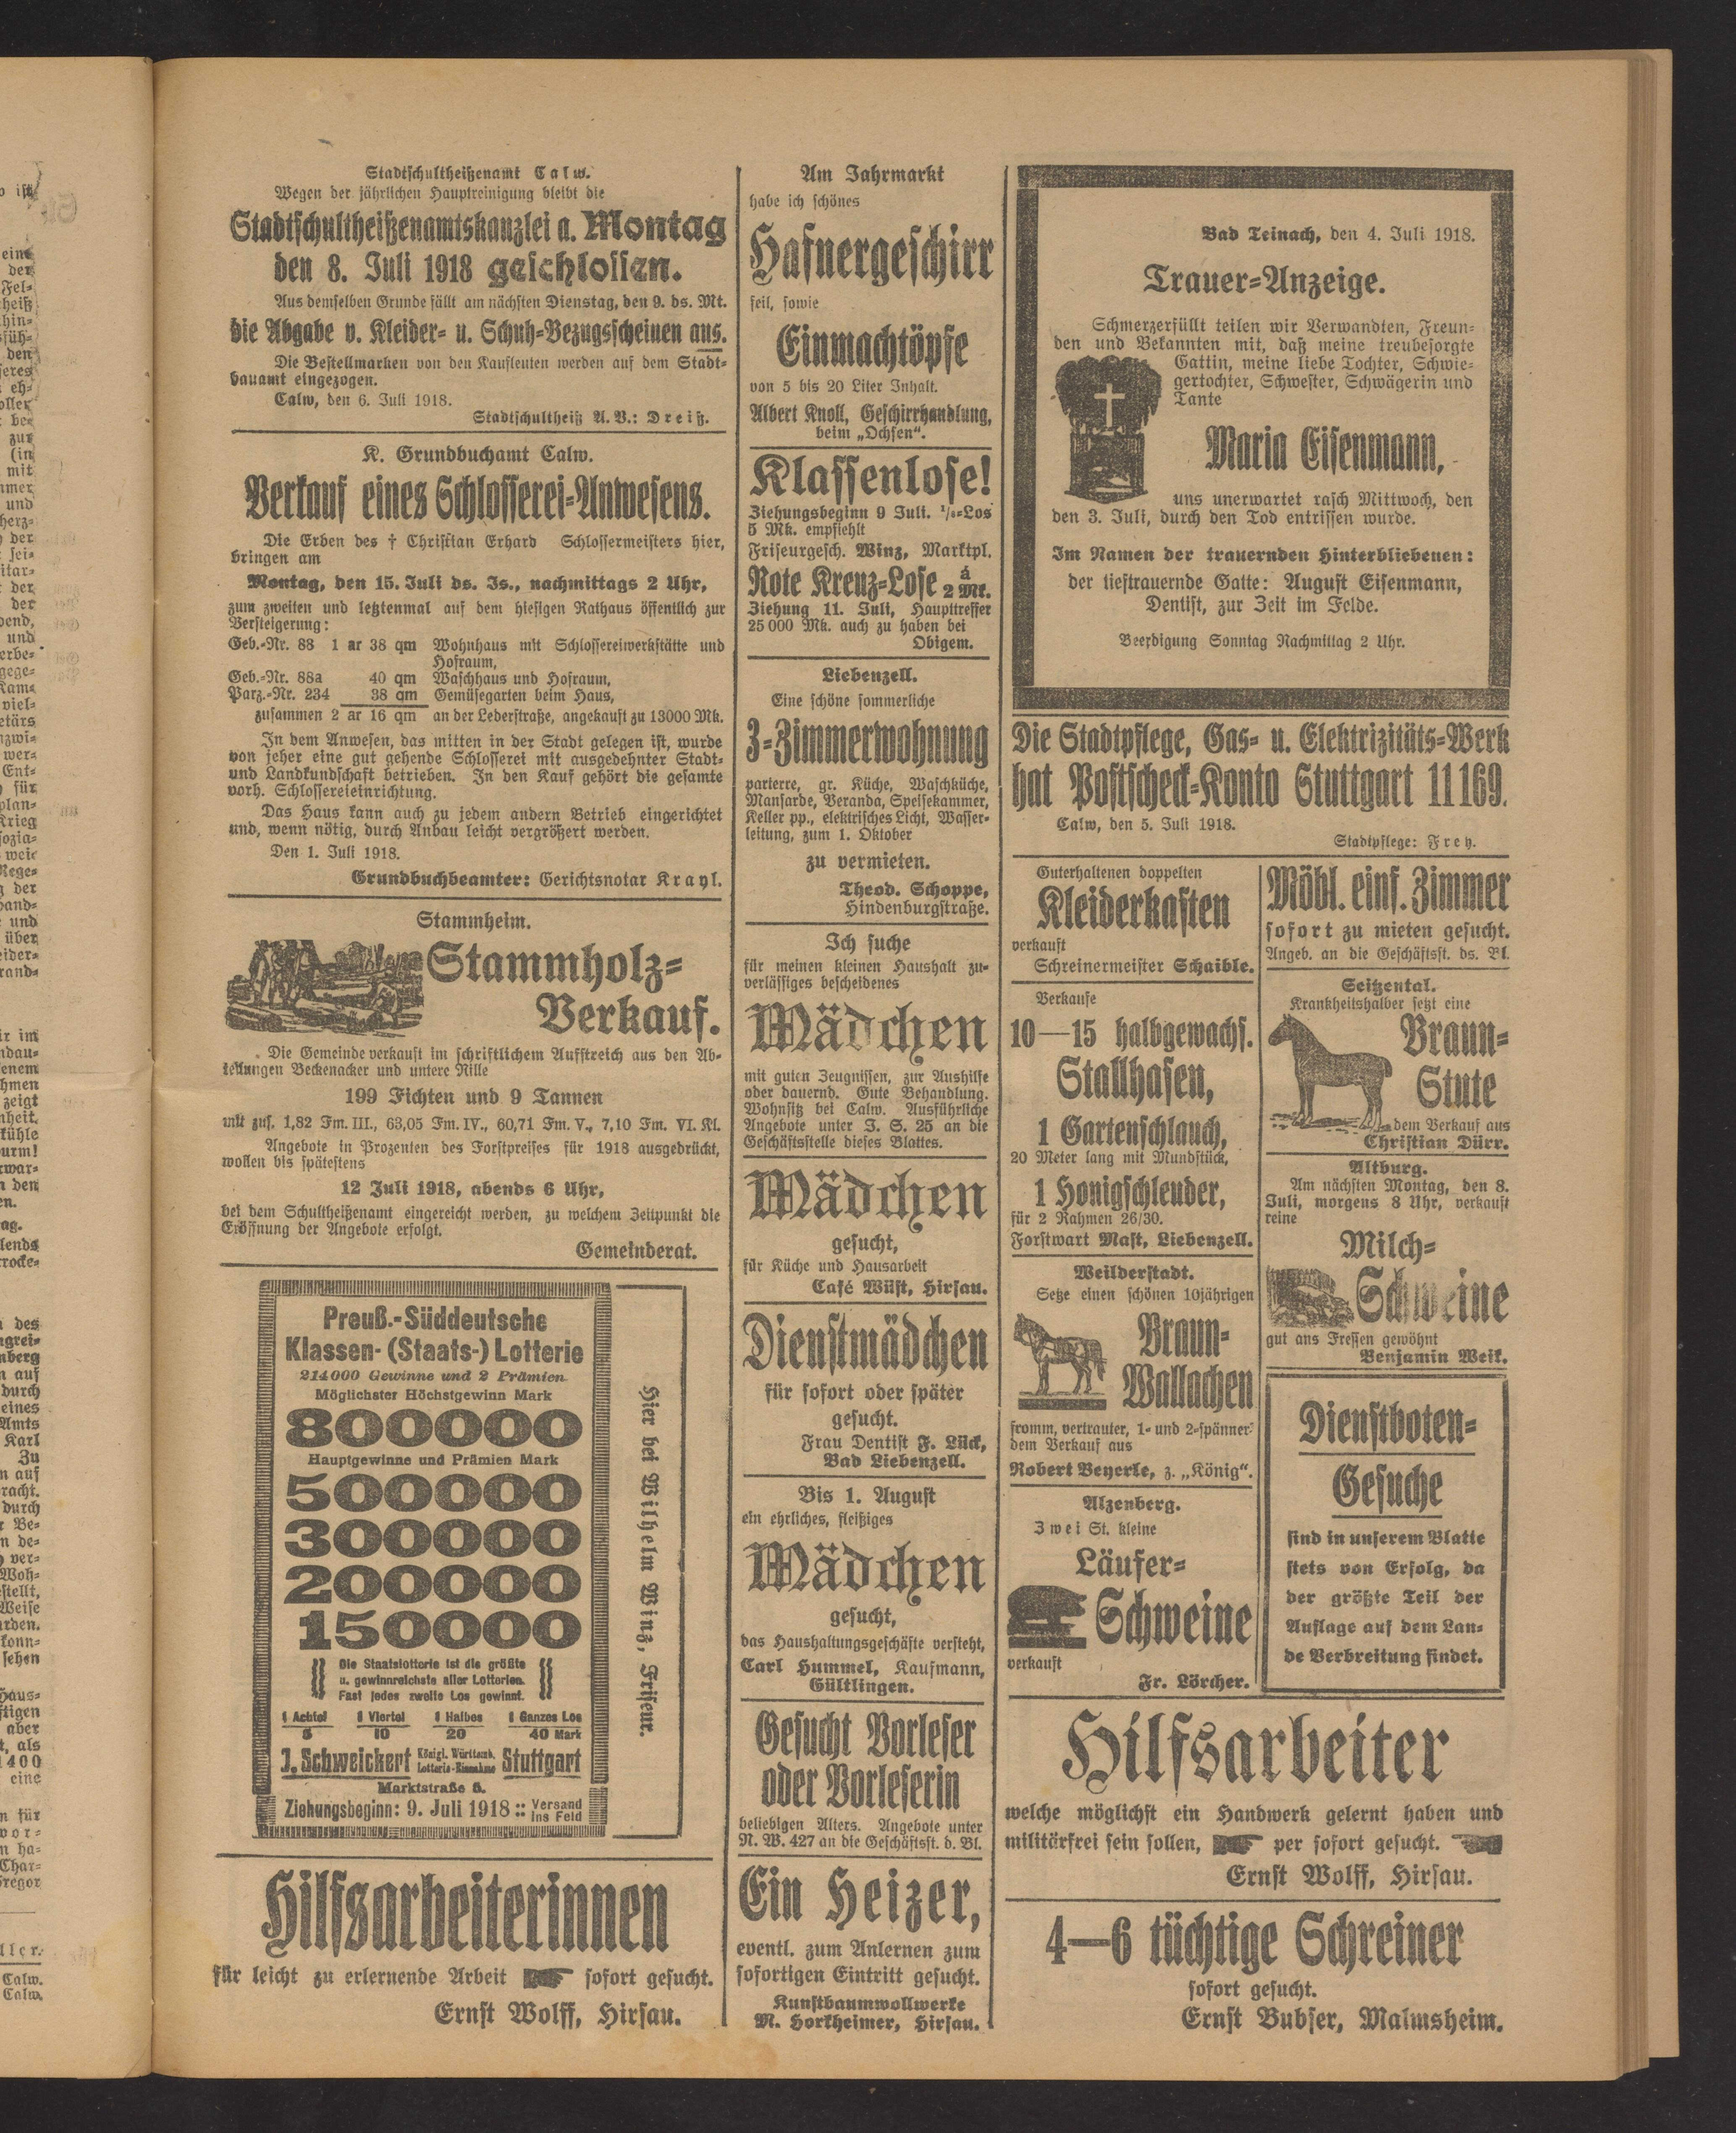 Stadtschultheißenamt Calw.
Wegen der jährlichen Hauptreinigung bleibt die
Stadtschultheißenamtskanzlei a. Montag
den 8. Juli 1918 geschlossen.
Aus demselben Grunde fällt am nächsten Dienstag, den 9. ds. Mt.
die Abgabe v. Kleider- u. Schuh-Bezugsscheinen aus.
Die Bestellmarken von den Kaufleuten werden auf dem Stadt-
bauamt eingezogen.
Calw, den 6. Juli 1918.
Stadtschultheiß A. V.: Dreiß.
K. Grundbuchamt Calw.
Verkauf eines Schlosserei-Anwesens.
Die Erben des † Christian Erhard Schlossermeisters hier,
bringen am
Montag, den 15. Juli ds. Js., nachmittags 2 Uhr,
zum zweiten und letztenmal auf dem hiesigen Rathaus öffentlich zur
Versteigerung:
Geb.-Nr. 88 1 ar 38 qm Wohnhaus mit Schlossereiwerkstätte und
Hofraum,
Geb.-Nr. 88a 40 qm Waschhaus und Hofraum,
Parz.-Nr. 234 38 qm Gemüsegarten beim Haus,
zusammen 2 ar 16 qm an der Lederstraße, angekauft zu 13000 Mk.
In dem Anwesen, das mitten in der Stadt gelegen ist, wurde
von jeher eine gut gehende Schlosserei mit ausgedehnter Stadt-
und Landkundschaft betrieben. In den Kauf gehört die gesamte
vorh. Schlossereieinrichtung.
Das Haus kann auch zu jedem andern Betrieb eingerichtet
und, wenn nötig, durch Anbau leicht vergrößert werden.
Den 1. Juli 1918.
Grundbuchbeamter: Gerichtsnotar Krayl.
Stammheim.
Stammholz-
Verkauf.
Die Gemeinde verkauft im schriftlichem Aufstreich aus den Ab-
teilungen Beckenacker und untere Nille
199 Fichten und 9 Tannen
mit zus. 1,82 Fm. III., 63,05 Fm. IV., 60,71 Fm. V., 7,10 Fm. VI. Kl.
Angebote in Prozenten des Forstpreises für 1918 ausgedrückt,
wollen bis spätestens
12 Juli 1918, abends 6 Uhr,
bei dem Schultheißenamt eingereicht werden, zu welchem Zeitpunkt die
Eröffnung der Angebote erfolgt.
Gemeinderat.
Preuß.-Süddeutsche
Klassen-(Staats-) Lotterie
214000 Gewinne und 2 Prämien
Möglichster Höchstgewinn Mark
800000
Hauptgewinne und Prämien Mark
500000
300000
200000
150000
Die Staatslotterie ist die größte
u. gewinnreichste aller Lotterien.
Fast jedes zweite Los gewinnt.
1 Achtel 1 Viertel 1 Halbes 1 Ganzes Los
5 10 20 40 Mark
J. Schweickert Königl. Württemb. Lotterie-Einnahme Stuttgart
Marktstraße 6.
Ziehungsbeginn: 9. Juli 1918 :: Versand ins Feld
Hier bei Wilhelm Winz, Friseur.
Hilfsarbeiterinnen
für leicht zu erlernende Arbeit sofort gesucht.
Ernst Wolff, Hirsau.
Am Jahrmarkt
habe ich schönes
Hafnergeschirr
feil, sowie
Einmachtöpfe
von 5 bis 20 Liter Inhalt.
Albert Knoll, Geschirrhandlung,
beim „Ochsen“.
Klassenlose!
Ziehungsbeginn 9 Juli. 1/8-Los
5 Mk. empfiehlt
Friseurgesch. Winz, Marktpl.
Rote Kreuz-Lose á 2 Mk.
Ziehung 11. Juli, Haupttreffer
25 000 Mk. auch zu haben bei
Obigem.
Liebenzell.
Eine schöne sommerliche
3-Zimmerwohnung
parterre, gr. Küche, Waschküche,
Mansarde, Veranda, Speisekammer,
Keller pp., elektrisches Licht, Wasser-
leitung, zum 1. Oktober
zu vermieten.
Theod. Schoppe,
Hindenburgstraße.
Ich suche
für meinen kleinen Haushalt zu-
verlässiges bescheidenes
Mädchen
mit guten Zeugnissen, zur Aushilfe
oder dauernd. Gute Behandlung.
Wohnsitz bei Calw. Ausführliche
Angebote unter J. S. 25 an die
Geschäftsstelle dieses Blattes.
Mädchen
gesucht,
für Küche und Hausarbeit
Café Wüst, Hirsau.
Dienstmädchen
für sofort oder später
gesucht.
Frau Dentist F. Lück,
Bad Liebenzell.
Bis 1. August
ein ehrliches, fleißiges
Mädchen
gesucht,
das Haushaltungsgeschäfte versteht,
Carl Hummel, Kaufmann,
Gültlingen.
Gesucht Vorleser
oder Vorleserin
beliebigen Alters. Angebote unter
N. W. 427 an die Geschäftsst. d. Bl.
Ein Heizer,
eventl. zum Anlernen zum
sofortigen Eintritt gesucht.
Kunstbaumwollwerke
M. Horkheimer, Hirsau.
Bad Teinach, den 4. Juli 1918.
Trauer-Anzeige.
Schmerzerfüllt teilen wir Verwandten, Freun-
den und Bekannten mit, daß meine treubesorgte
Gattin, meine liebe Tochter, Schwie-
gertochter, Schwester, Schwägerin und
Tante
Maria Eisenmann,
uns unerwartet rasch Mittwoch, den
den 3. Juli, durch den Tod entrissen wurde.
Im Namen der trauernden Hinterbliebenen:
der tieftrauernde Gatte: August Eisenmann,
Dentist, zur Zeit im Felde.
Beerdigung Sonntag Nachmittag 2 Uhr.
Die Stadtpflege, Gas- u. Elektrizitäts-Werk
hat Postscheck-Konto Stuttgart 11169.
Calw, den 5. Juli 1918.
Stadtpflege: Frey.
Guterhaltenen doppelten
Kleiderkasten
verkauft
Schreinermeister Schaible.
Verkaufe
10—15 halbgewachs.
Stallhasen,
1 Gartenschlauch,
20 Meter lang mit Mundstück,
1 Honigschleuder,
für 2 Rahmen 26/30.
Forstwart Mast, Liebenzell.
Weilderstadt.
Setze einen schönen 10jährigen
Braun-
Wallachen
fromm, vertrauter, 1- und 2-spänner
dem Verkauf aus
Robert Beyerle, z. „König“.
Alzenberg.
Zwei St. kleine
Läufer-
Schweine
verkauft
Fr. Lörcher.
Möbl. einf. Zimmer
sofort zu mieten gesucht.
Angeb. an die Geschäftsst. ds. Bl.
Seitzental.
Krankheitshalber setzt eine
Braun-
Stute
dem Verkauf aus
Christian Dürr.
Altburg.
Am nächsten Montag, den 8.
Juli, morgens 8 Uhr, verkauft
reine
Milch-
Schweine
gut ans Fressen gewöhnt
Benjamin Weik.
Dienstboten-
Gesuche
sind in unserem Blatte
stets von Erfolg, da
der größte Teil der
Auflage auf dem Lan-
de Verbreitung findet.
Hilfsarbeiter
welche möglichst ein Handwerk gelernt haben und
militärfrei sein sollen, per sofort gesucht.
Ernst Wolff, Hirsau.
4—6 tüchtige Schreiner
sofort gesucht.
Ernst Bubser, Malmsheim.